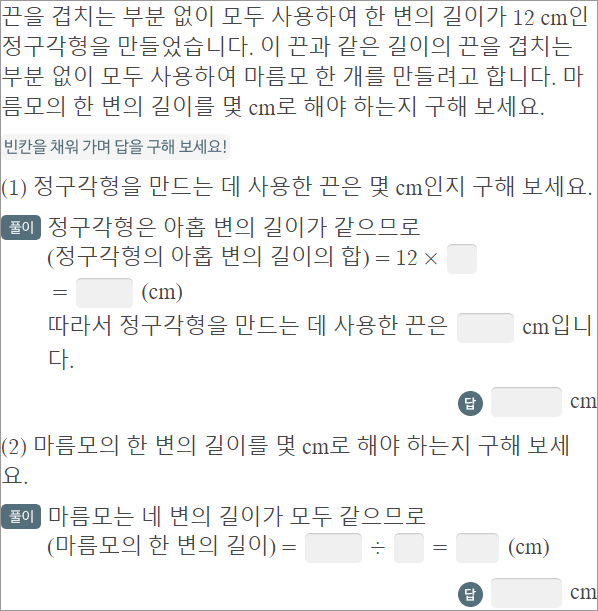 끈을 겹치는 부분 없이 모두 사용하여 한 변의 길이가 12 cm인
정구각형을 만들었습니다. 이 끈과 같은 길이의 끈을 겹치는
부분 없이 모두 사용하여 마름모 한 개를 만들려고 합니다. 마
름모의 한 변의 길이를 몇 cm로 해야 하는지 구해 보세요.
빈칸을 채워 가며 답을 구해 보세요!
(1) 정구각형을 만드는 데 사용한 끈은 몇 cm인지 구해 보세요.
풀이 정구각형은 아홉 변의 길이가 같으므로
(정구각형의 아홉 변의 길이의 합) = 12 ×
= (cm)
따라서 정구각형을 만드는 데 사용한 끈은 cm입니
다.
답 cm
(2) 마름모의 한 변의 길이를 몇 cm로 해야 하는지 구해 보세
요.
풀이 마름모는 네 변의 길이가 모두 같으므로
(마름모의 한 변의 길이) = ÷ = (cm)
답 cm